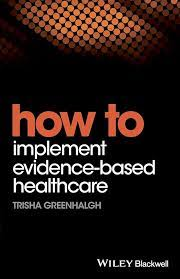 how to
implement
evidence-based
healthcare
TRISHA GREENHALGH
WILEY Blackwell